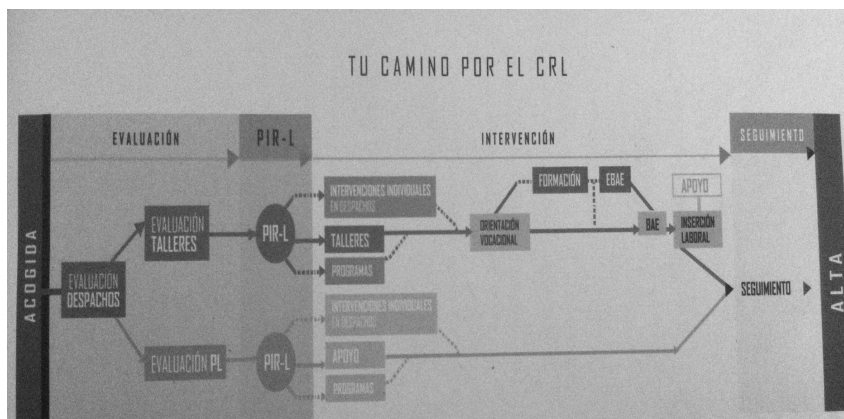 TU CAMINO POR EL CRL
EVALUACIÓN
PIR-L
INTERVENCIÓN
SEGUIMIENTO
ACOGIDA
EVALUACIÓN
DESPACHOS
EVALUACIÓN
TALLERES
PIR-L
INTERVENCIONES INDIVIDUALES
EN DESPACHOS
TALLERES
PROGRAMAS
ORIENTACIÓN
VOCACIONAL
FORMACIÓN
EBAE
BAE
APOYO
INSERCIÓN
LABORAL
EVALUACIÓN PL
PIR-L
INTERVENCIONES INDIVIDUALES
EN DESPACHOS
APOYO
PROGRAMAS
SEGUIMIENTO
ALTA